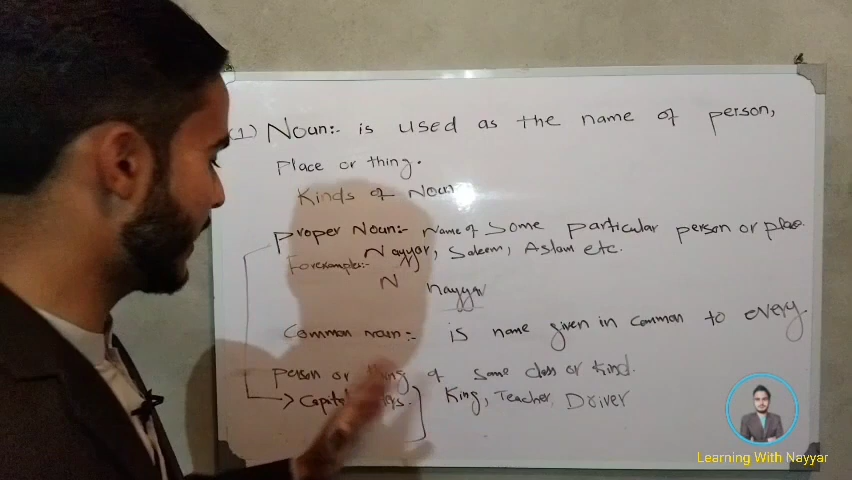 (1) Noun:- is used as the name of person,
Place or thing.
Kinds of Noun
Proper Noun:- Name of Some particular person or place.
For example:- Nayyar, Saleem, Aslam etc.
N nayyar
Common noun:- is name given in common to every
person or thing of same class or kind.
King, Teacher, Driver
Learning With Nayyar